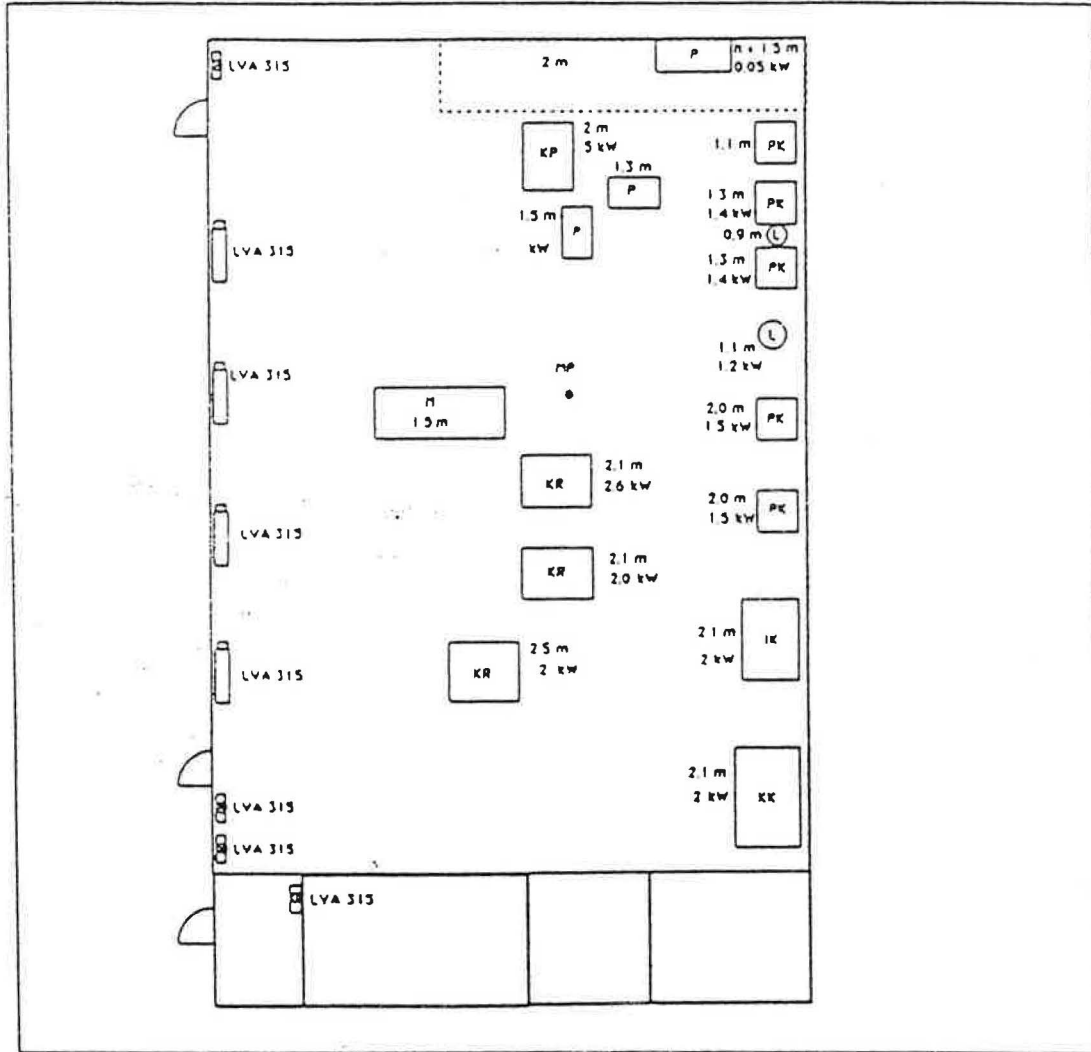 LVA 315
2 m
P
h = 1.5 m
0.05 kW
KP
2 m
5 kW
1.3 m
P
1.5 m
kW
P
1.1 m
PK
1.3 m
1.4 kW
PK
0.9 m
L
1.3 m
1.4 kW
PK
LVA 315
L
1.1 m
1.2 kW
LVA 315
MP
M
1.5 m
2.0 m
1.5 kW
PK
KR
2.1 m
2.6 kW
2.0 m
1.5 kW
PK
LVA 315
KR
2.1 m
2.0 kW
2.1 m
2 kW
IK
LVA 315
KR
2.5 m
2 kW
2.1 m
2 kW
KK
LVA 315
LVA 315
LVA 315